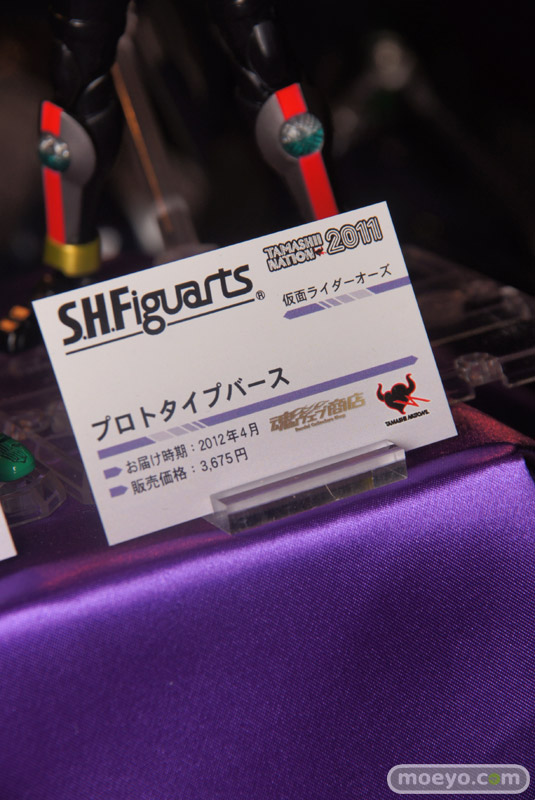 TAMASHII NATION 2011
S.H.Figuarts®
仮面ライダーオーズ
プロトタイプバース
お届け時期：2012年4月
販売価格：3,675円
魂ウェブ商店
TAMASHII NATIONS
moeyo.com